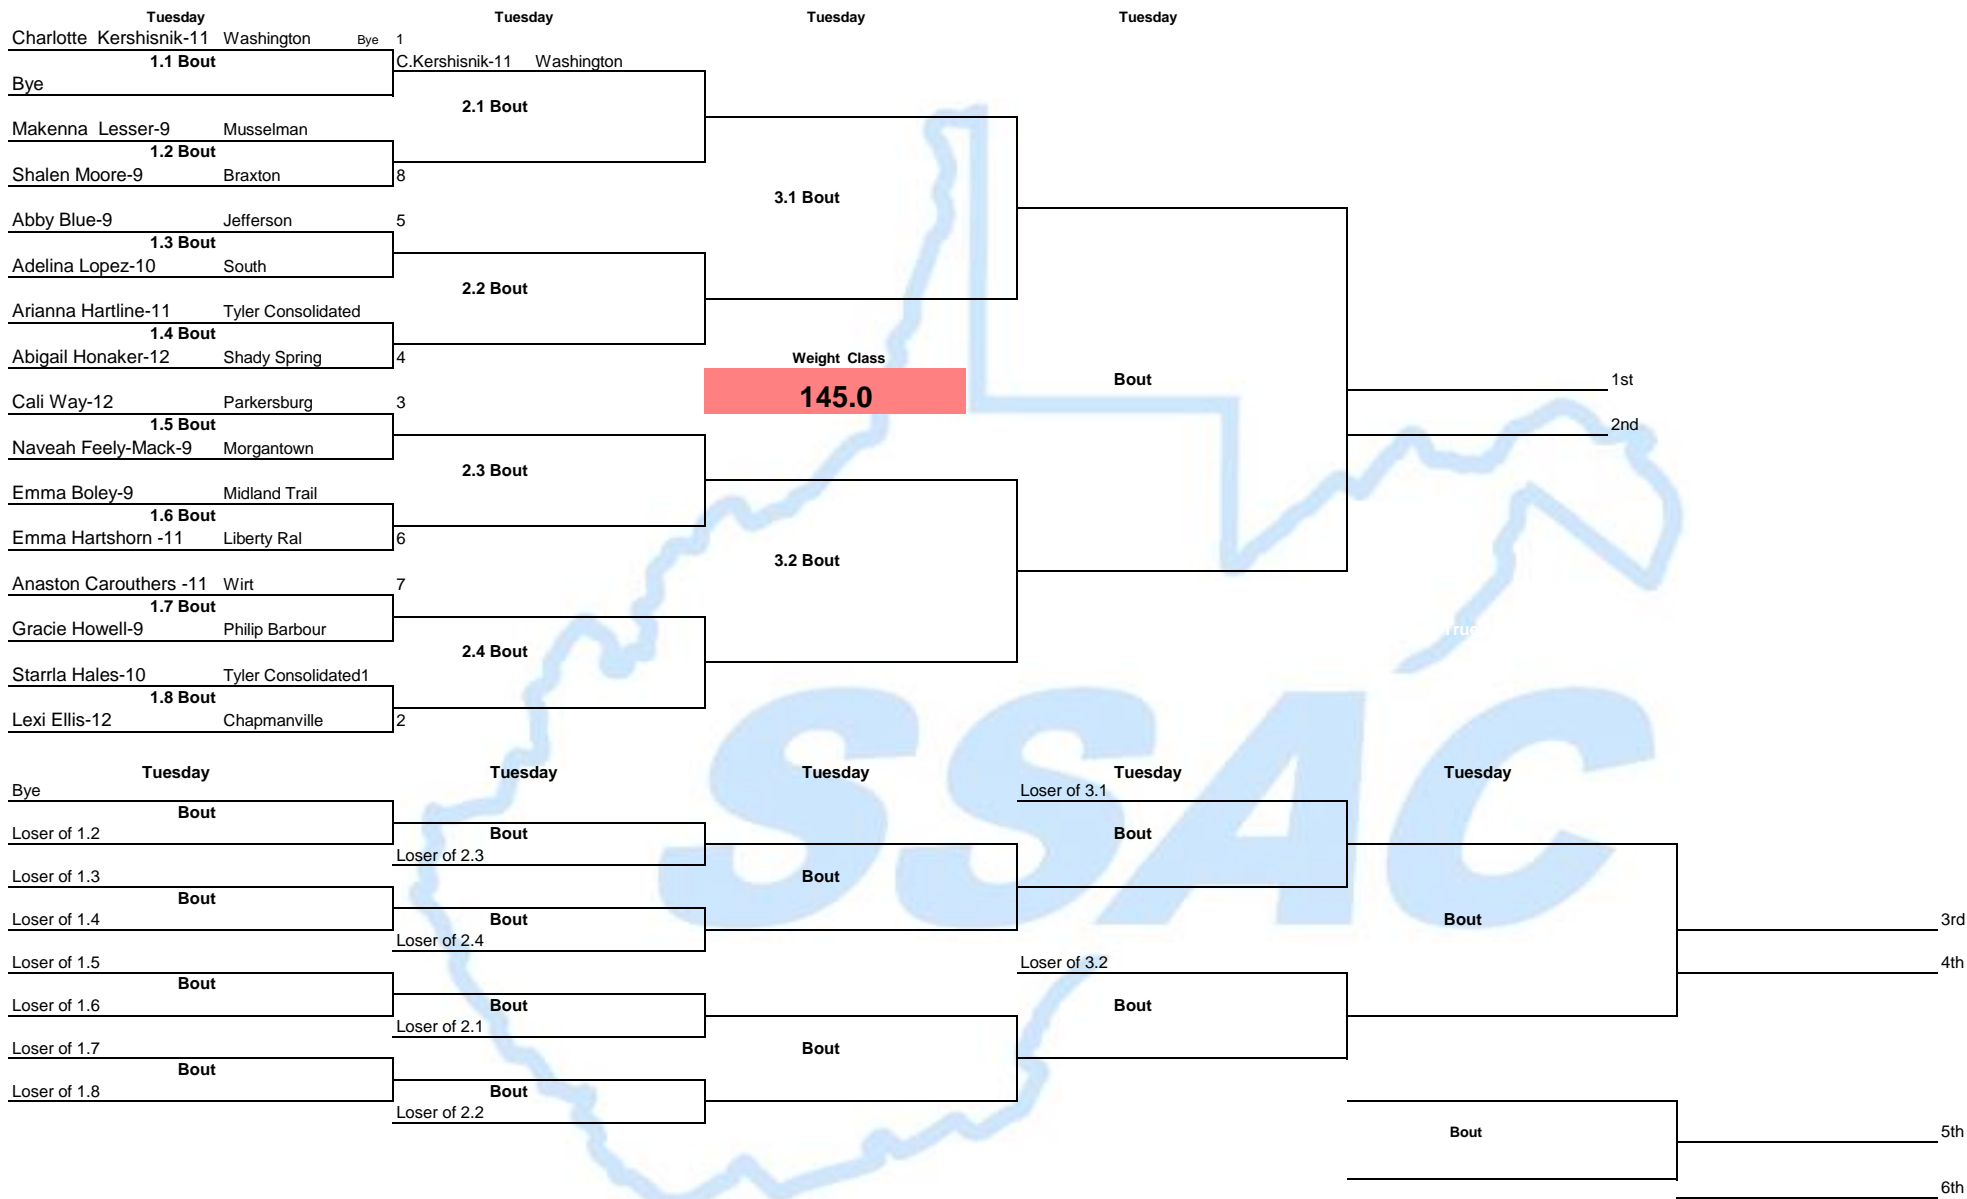 Tuesday Tuesday Tuesday Tuesday
Charlotte Kershisnik-11 Washington Bye 1
1.1 Bout
C.Kershisnik-11 Washington
Bye
2.1 Bout
Makenna Lesser-9 Musselman
1.2 Bout
Shalen Moore-9 Braxton 8
3.1 Bout
Abby Blue-9 Jefferson 5
1.3 Bout
Adelina Lopez-10 South
2.2 Bout
Arianna Hartline-11 Tyler Consolidated
1.4 Bout
Abigail Honaker-12 Shady Spring 4
Weight Class
Bout
1st
145.0
Cali Way-12 Parkersburg 3
1.5 Bout
2nd
Naveah Feely-Mack-9 Morgantown
2.3 Bout
Emma Boley-9 Midland Trail
1.6 Bout
Emma Hartshorn -11 Liberty Ral 6
3.2 Bout
Anaston Carouthers -11 Wirt 7
1.7 Bout
Gracie Howell-9 Philip Barbour
True
2.4 Bout
Starrla Hales-10 Tyler Consolidated1
1.8 Bout
Lexi Ellis-12 Chapmanville 2
SSAC
Tuesday Tuesday Tuesday Tuesday Tuesday
Bye
Loser of 3.1
Bout
Loser of 1.2
Bout
Bout
Loser of 2.3
Loser of 1.3
Bout
Bout
Loser of 1.4
Bout
Bout
3rd
Loser of 2.4
Loser of 1.5
Loser of 3.2
4th
Bout
Loser of 1.6
Bout
Bout
Loser of 2.1
Loser of 1.7
Bout
Bout
Loser of 1.8
Bout
Loser of 2.2
Bout
5th
6th